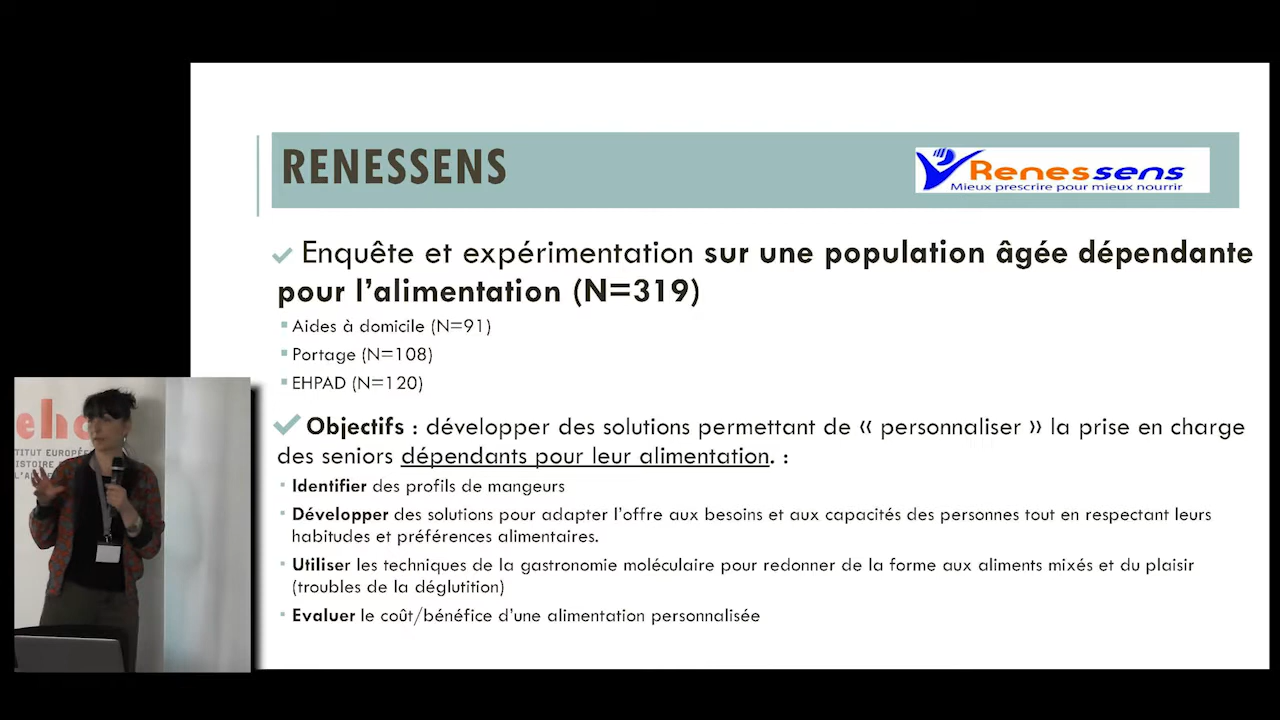 RENESSENS
Renessens
Mieux prescrire pour mieux nourrir
Enquête et expérimentation sur une population âgée dépendante
pour l'alimentation (N=319)
Aides à domicile (N=91)
Portage (N=108)
EHPAD (N=120)
Objectifs : développer des solutions permettant de « personnaliser » la prise en charge
des seniors dépendants pour leur alimentation. :
Identifier des profils de mangeurs
Développer des solutions pour adapter l'offre aux besoins et aux capacités des personnes tout en respectant leurs
habitudes et préférences alimentaires.
Utiliser les techniques de la gastronomie moléculaire pour redonner de la forme aux aliments mixés et du plaisir
(troubles de la déglutition)
Evaluer le coût/bénéfice d'une alimentation personnalisée